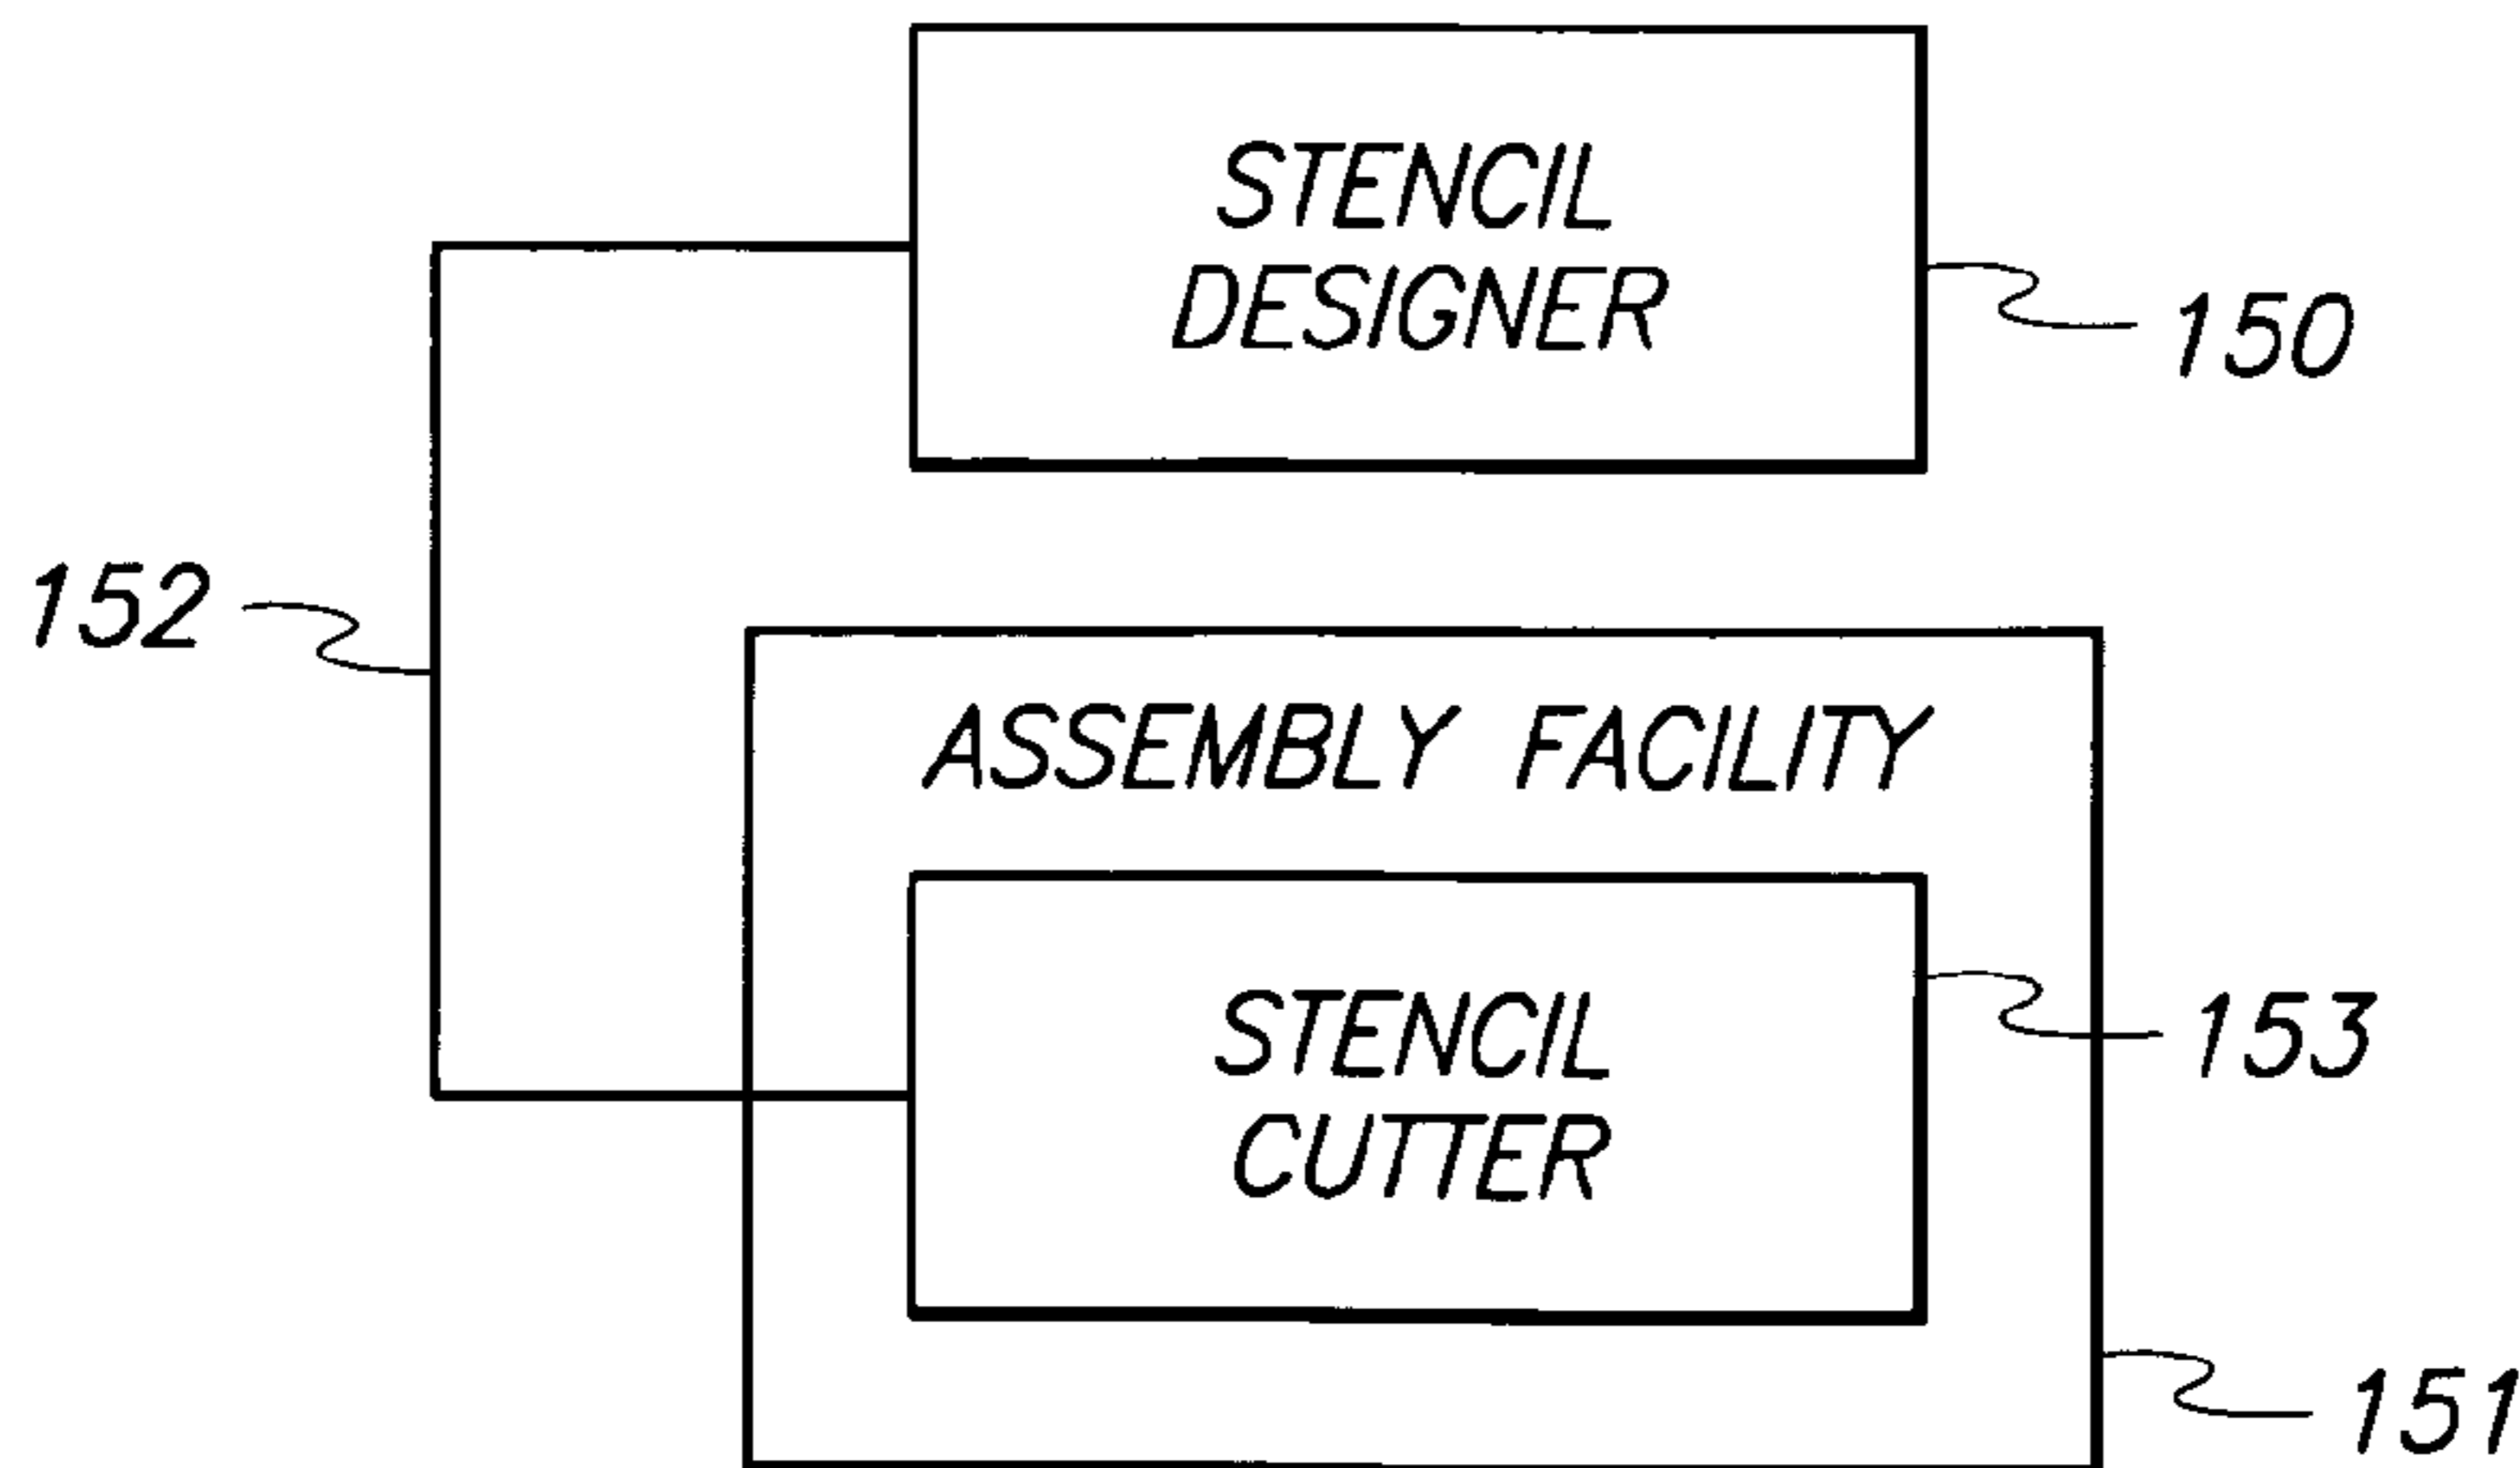 STENCIL
DESIGNER
150
152
ASSEMBLY FACILITY
STENCIL
CUTTER
153
151